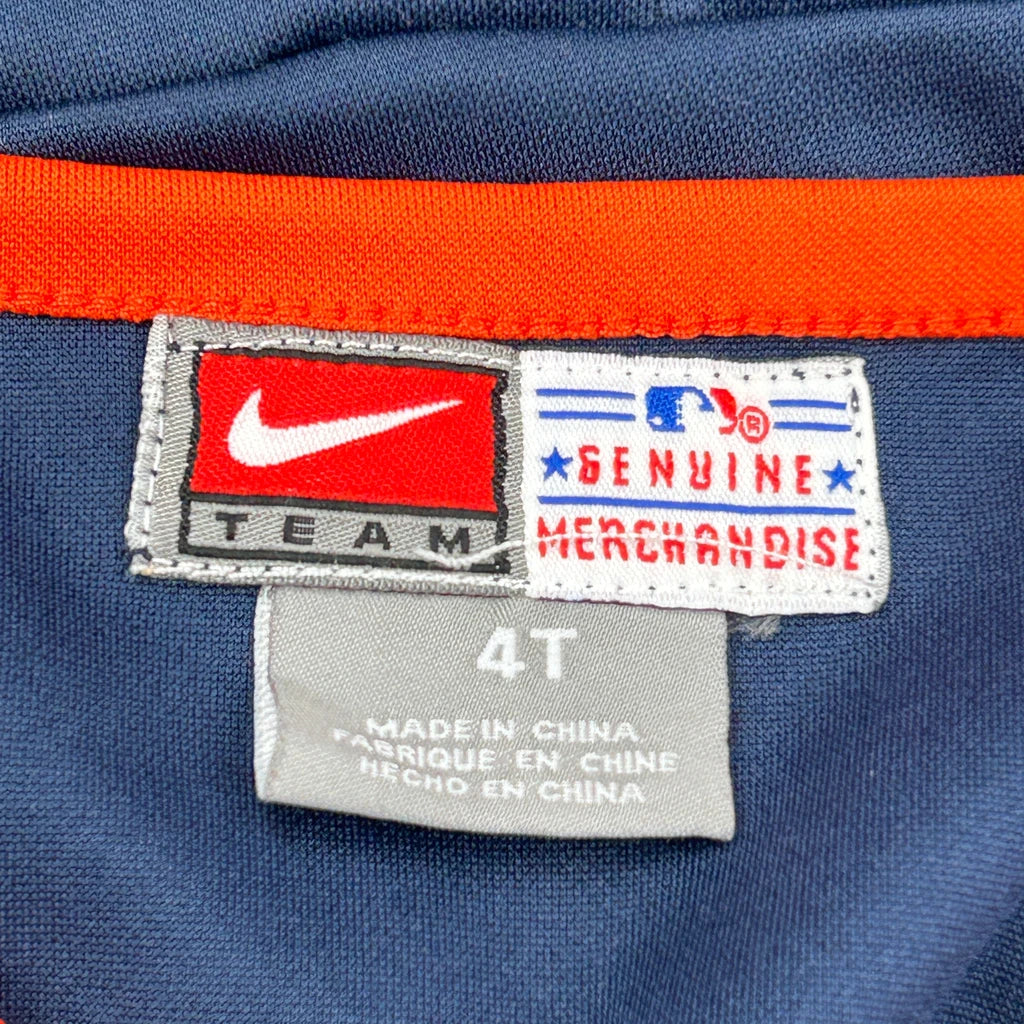 TEAM
®
GENUINE
MERCHANDISE
4T
MADE IN CHINA
FABRIQUE EN CHINE
HECHO EN CHINA